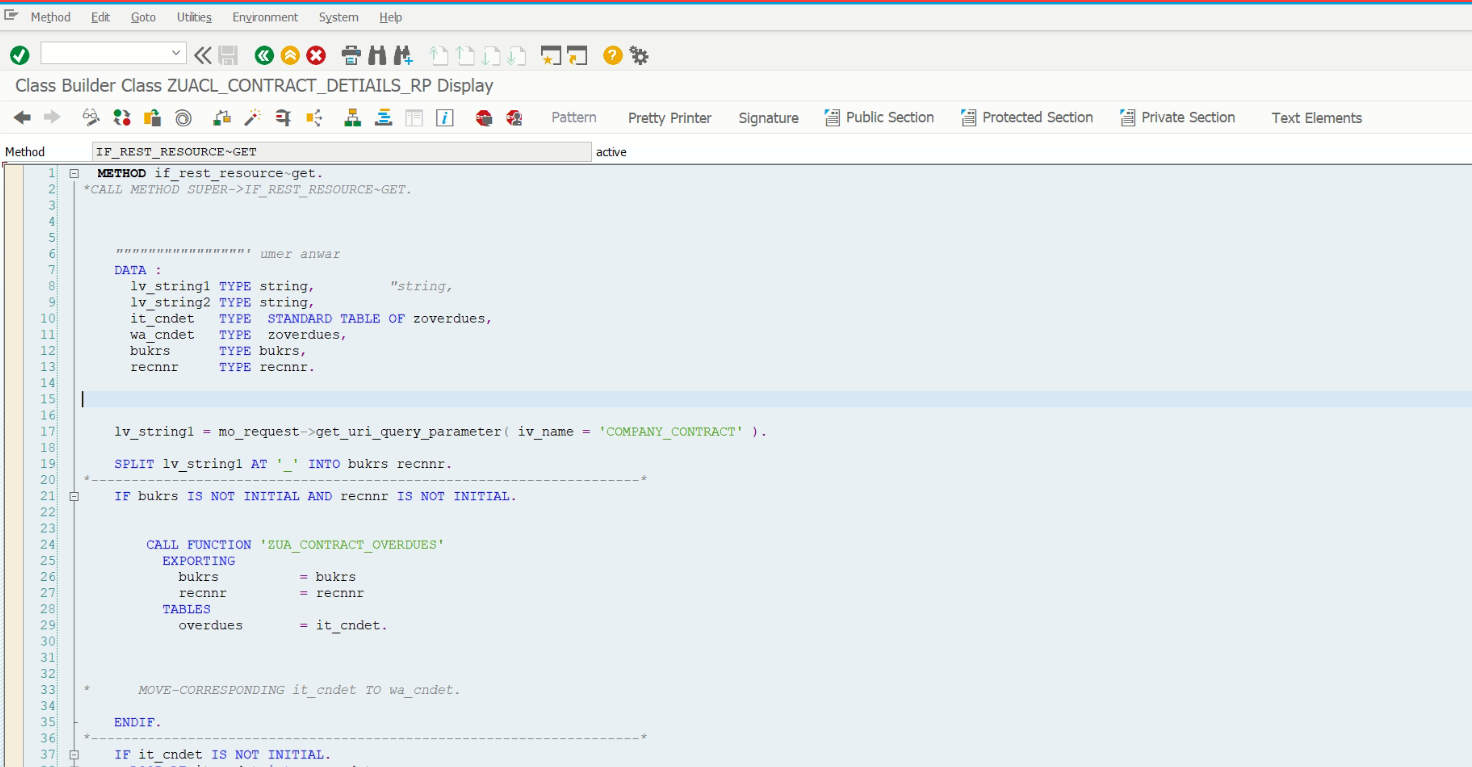 Method Edit Goto Utilities Environment System Help
Class Builder Class ZUACL_CONTRACT_DETIAILS_RP Display
Pattern Pretty Printer Signature Public Section Protected Section Private Section Text Elements
Method IF_REST_RESOURCE~GET active
1 METHOD if_rest_resource~get.
2 *CALL METHOD SUPER->IF_REST_RESOURCE~GET.
3
4
5
6 """"""""""""""""' umer anwar
7 DATA :
8 lv_string1 TYPE string, "string,
9 lv_string2 TYPE string,
10 it_cndet TYPE STANDARD TABLE OF zoverdues,
11 wa_cndet TYPE zoverdues,
12 bukrs TYPE bukrs,
13 recnnr TYPE recnnr.
14
15
16
17 lv_string1 = mo_request->get_uri_query_parameter( iv_name = 'COMPANY_CONTRACT' ).
18
19 SPLIT lv_string1 AT '_' INTO bukrs recnnr.
20 *--------------------------------------------------------------------*
21 IF bukrs IS NOT INITIAL AND recnnr IS NOT INITIAL.
22
23
24 CALL FUNCTION 'ZUA_CONTRACT_OVERDUES'
25 EXPORTING
26 bukrs = bukrs
27 recnnr = recnnr
28 TABLES
29 overdues = it_cndet.
30
31
32
33 * MOVE-CORRESPONDING it_cndet TO wa_cndet.
34
35 ENDIF.
36 *--------------------------------------------------------------------*
37 IF it_cndet IS NOT INITIAL.